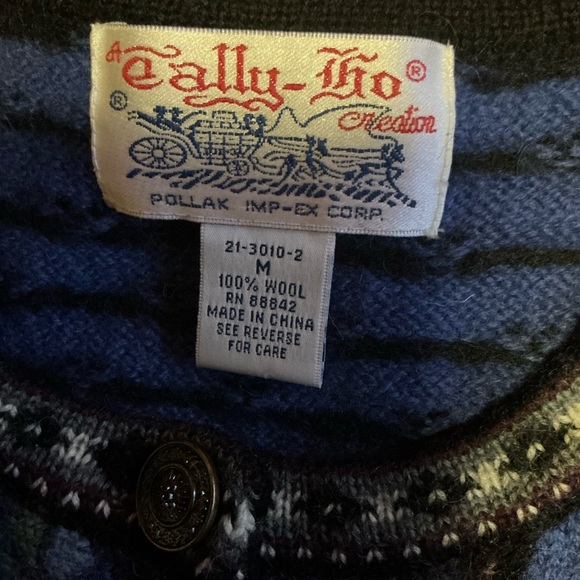 A Tally-Ho ®
®
Creation
POLLAK IMP-EX CORP.
21-3010-2
M
100% WOOL
RN 88842
MADE IN CHINA
SEE REVERSE
FOR CARE